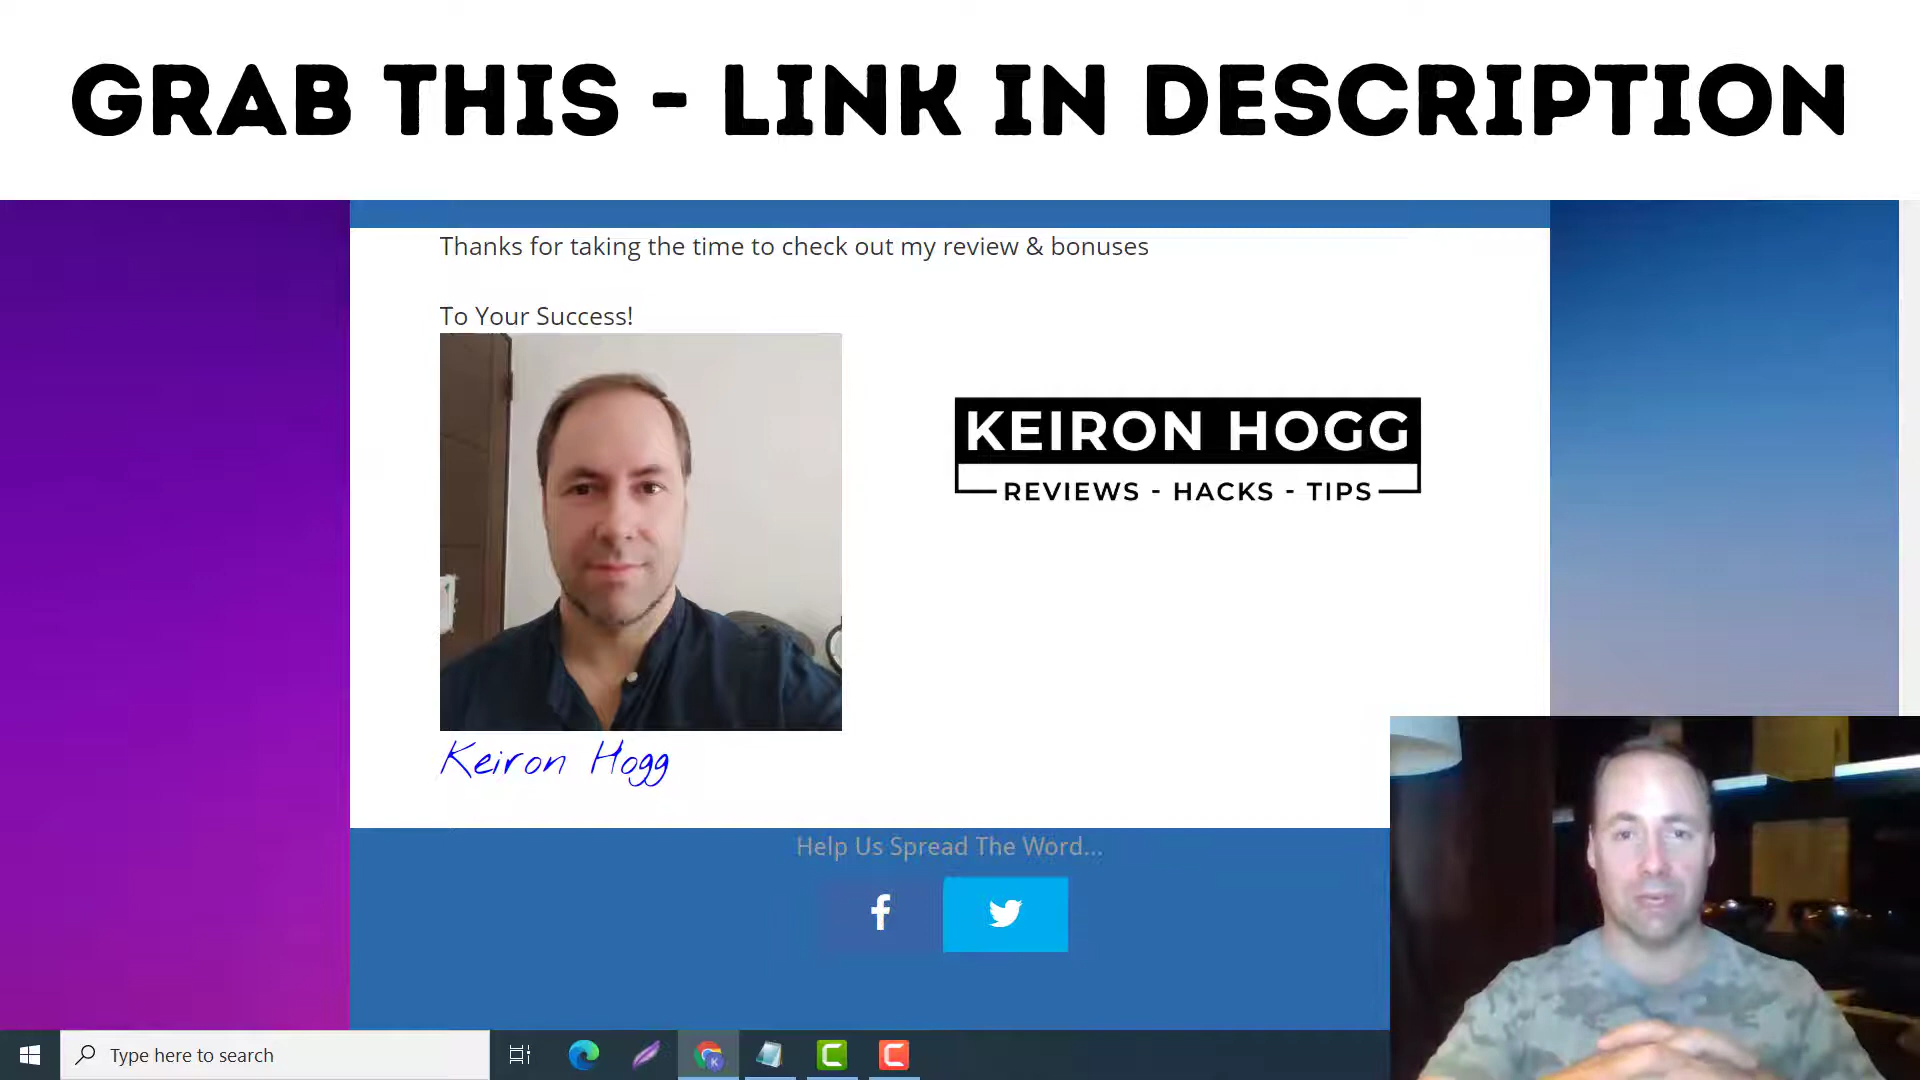 GRAB THIS - LINK IN DESCRIPTION
Thanks for taking the time to check out my review & bonuses
To Your Success!
KEIRON HOGG
REVIEWS - HACKS - TIPS
Keiron Hogg
Help Us Spread The Word...
Type here to search